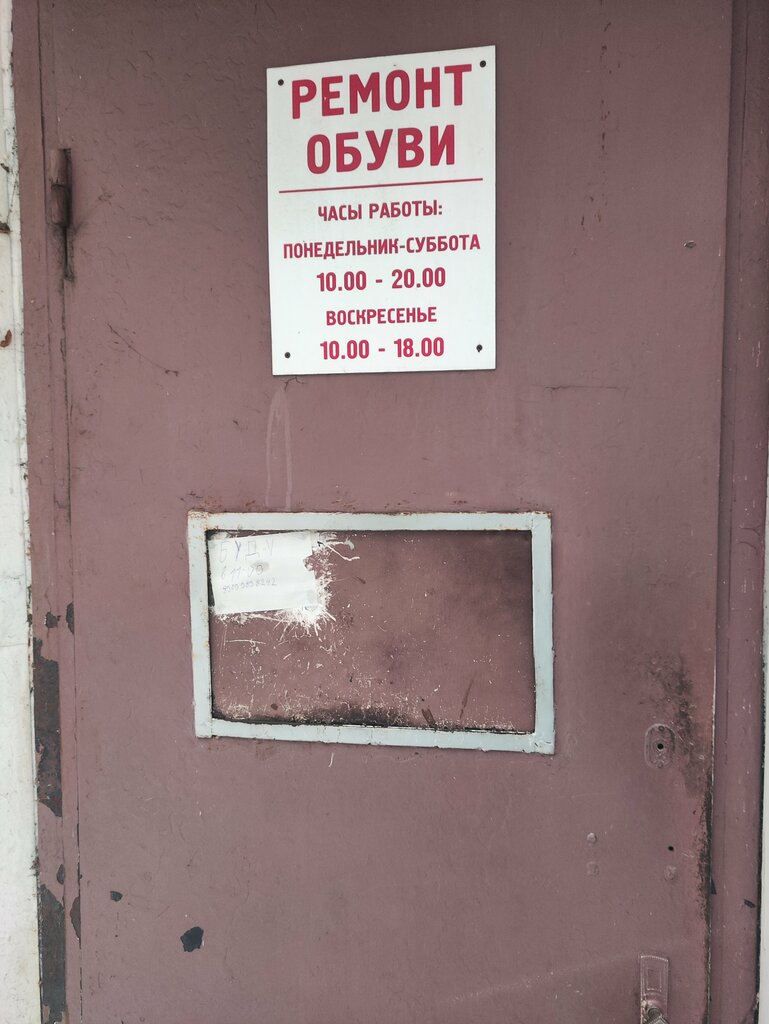 РЕМОНТ
ОБУВИ
ЧАСЫ РАБОТЫ:
ПОНЕДЕЛЬНИК-СУББОТА
10.00 - 20.00
ВОСКРЕСЕНЬЕ
10.00 - 18.00
БУДУ